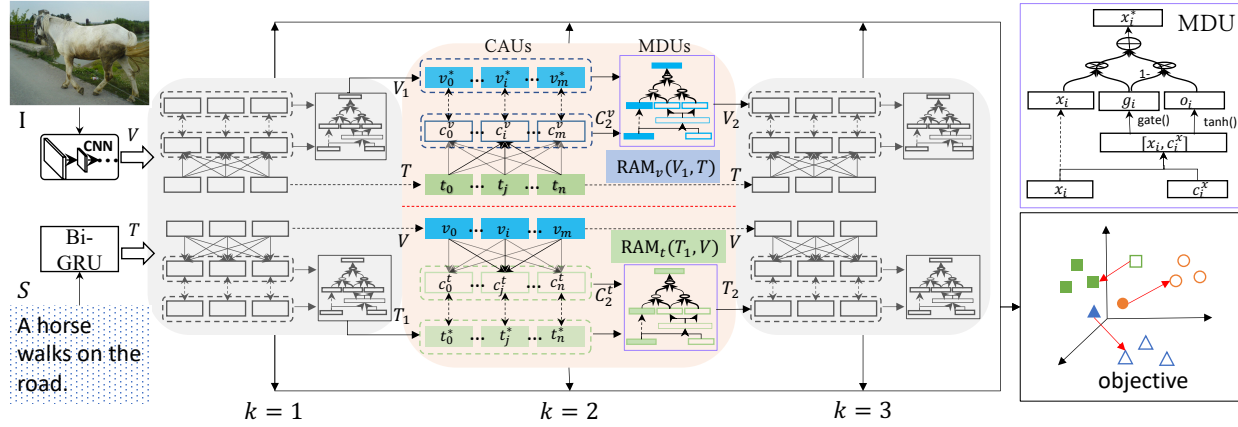 I
CNN
V
S
Bi-
GRU
T
A horse
walks on the
road.
CAUs
MDUs
V₁
v₀* ... vᵢ* ... vₘ*
c₀ᵛ ... cᵢᵛ ... cₘᵛ
C₂ᵛ
V₂
RAMᵥ(V₁, T)
T
t₀ ... tⱼ ... tₙ
T
V
v₀ ... vᵢ ... vₘ
V
RAMₜ(T₁, V)
c₀ᵗ ... cⱼᵗ ... cₙᵗ
C₂ᵗ
T₂
T₁
t₀* ... tⱼ* ... tₙ*
k = 1
k = 2
k = 3
MDU
xᵢ*
1-
xᵢ gᵢ oᵢ
gate() tanh()
[xᵢ, cᵢˣ]
xᵢ cᵢˣ
objective